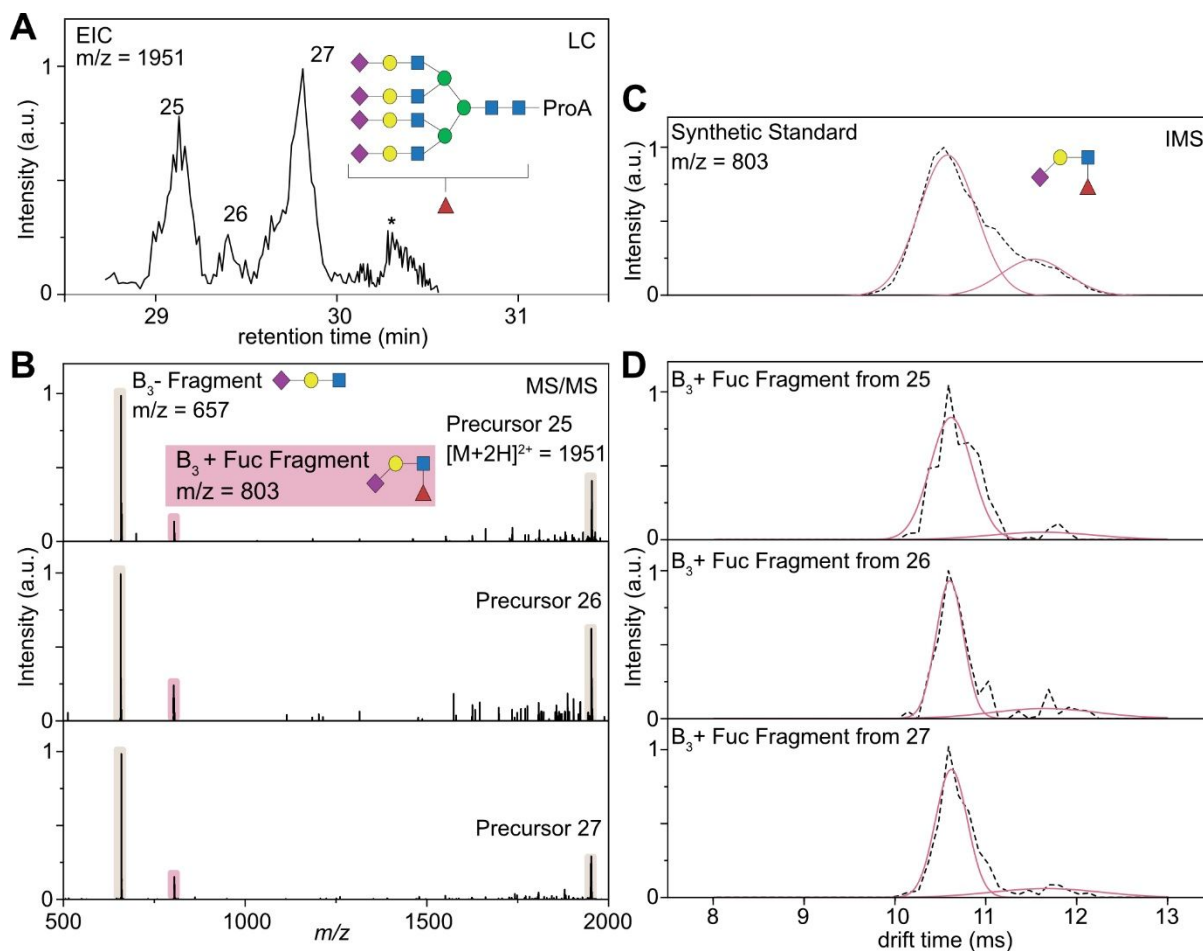 A
EIC
m/z = 1951
LC
25
26
27
*
ProA
1
0
Intensity (a.u.)
29
30
31
retention time (min)
B
B₃- Fragment
m/z = 657
MS/MS
Precursor 25
[M+2H]²⁺ = 1951
B₃ + Fuc Fragment
m/z = 803
1
0
Precursor 26
1
0
Intensity (a.u.)
Precursor 27
1
0
500
1000
1500
2000
m/z
C
Synthetic Standard
m/z = 803
IMS
1
0
Intensity (a.u.)
D
B₃+ Fuc Fragment from 25
1
0
B₃+ Fuc Fragment from 26
1
0
Intensity (a.u.)
B₃+ Fuc Fragment from 27
1
0
8
9
10
11
12
13
drift time (ms)